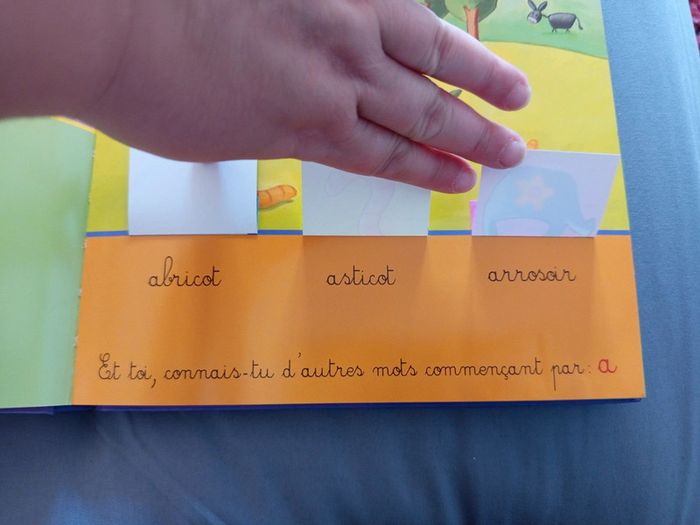 abricot asticot arrosoir
Et toi, connais-tu d'autres mots commençant par : a